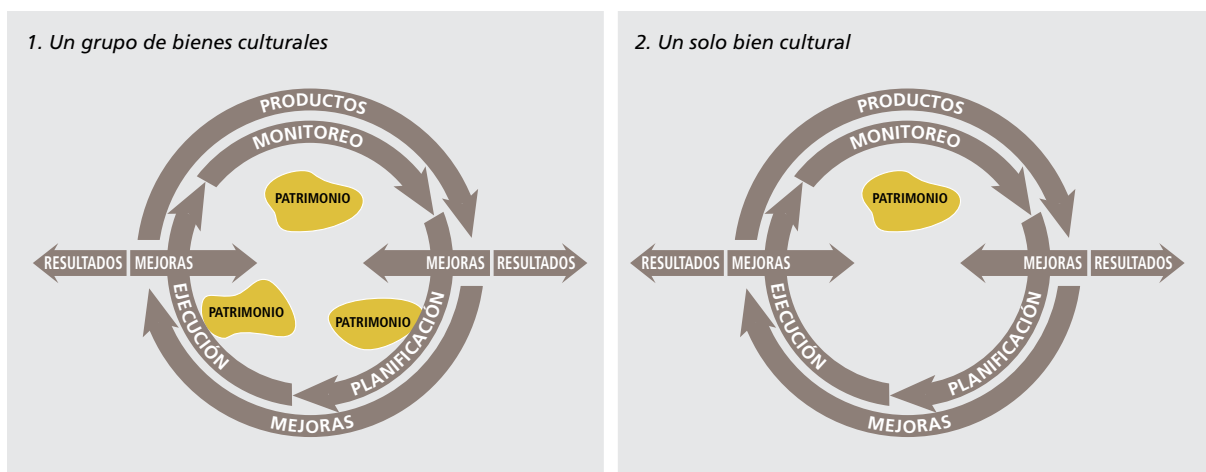 1. Un grupo de bienes culturales
PRODUCTOS
MONITOREO
PATRIMONIO
RESULTADOS MEJORAS
MEJORAS RESULTADOS
PATRIMONIO
PATRIMONIO
EJECUCIÓN
PLANIFICACIÓN
MEJORAS
2. Un solo bien cultural
PRODUCTOS
MONITOREO
PATRIMONIO
RESULTADOS MEJORAS
MEJORAS RESULTADOS
EJECUCIÓN
PLANIFICACIÓN
MEJORAS